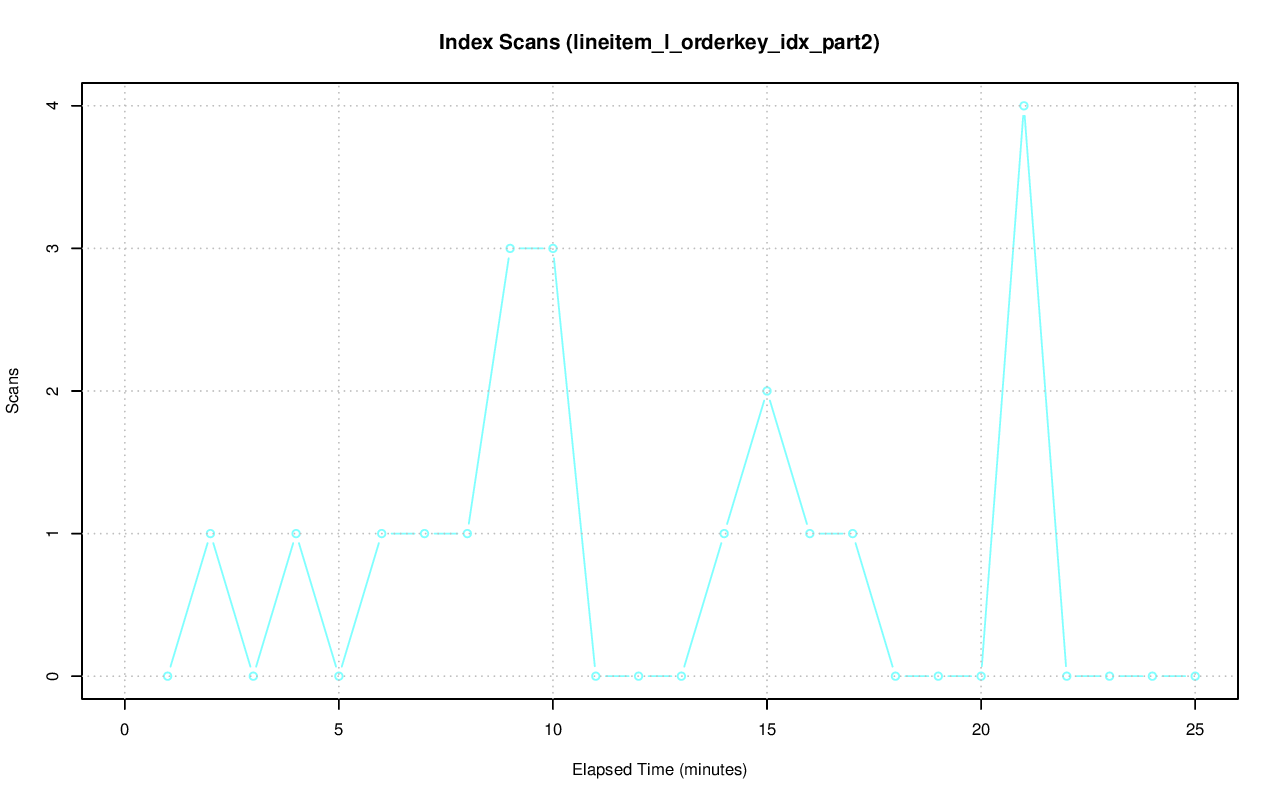 Index Scans (lineitem_l_orderkey_idx_part2)
Scans
4
3
2
1
0
0 5 10 15 20 25
Elapsed Time (minutes)